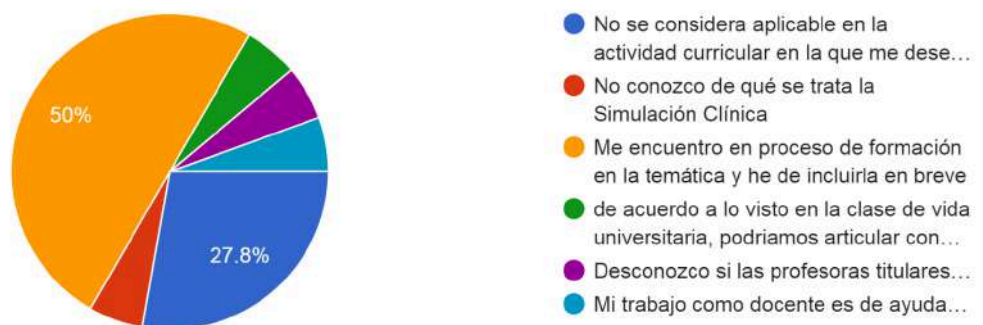 50%
27.8%
No se considera aplicable en la
actividad curricular en la que me dese…
No conozco de qué se trata la
Simulación Clínica
Me encuentro en proceso de formación
en la temática y he de incluirla en breve
de acuerdo a lo visto en la clase de vida
universitaria, podriamos articular con…
Desconozco si las profesoras titulares…
Mi trabajo como docente es de ayuda…